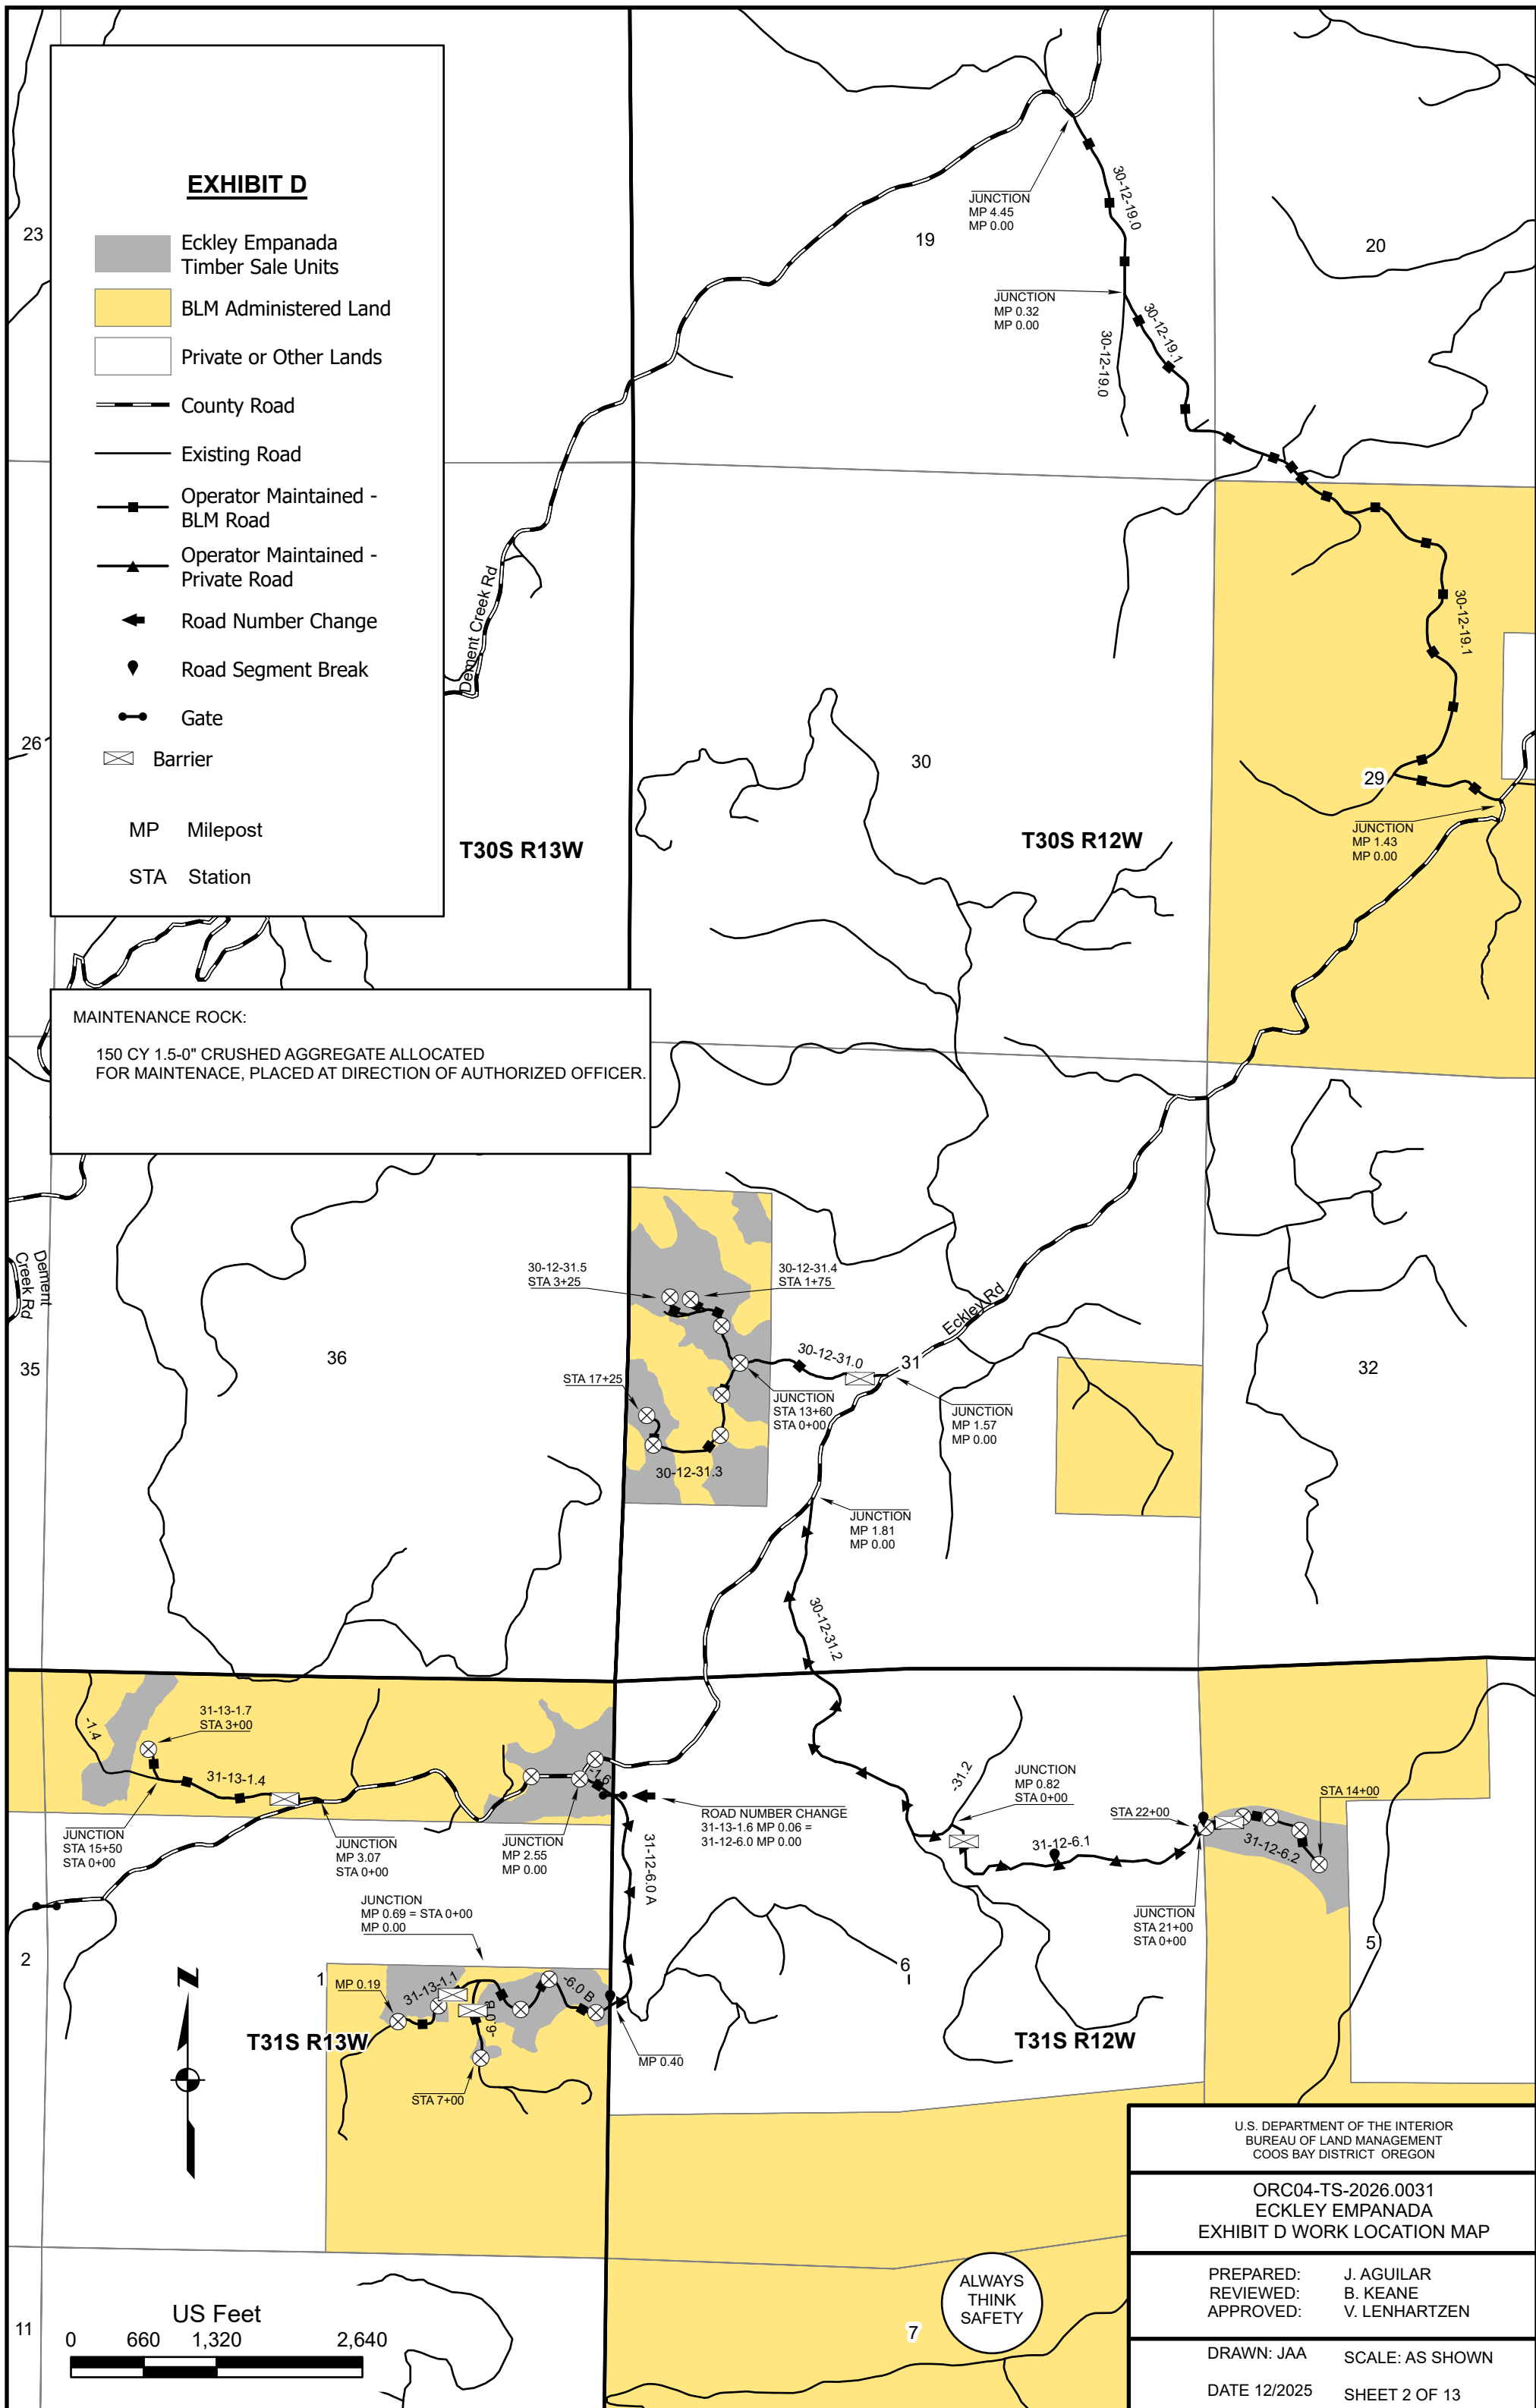 EXHIBIT D
Eckley Empanada
Timber Sale Units
BLM Administered Land
Private or Other Lands
County Road
Existing Road
Operator Maintained -
BLM Road
Operator Maintained -
Private Road
Road Number Change
Road Segment Break
Gate
Barrier
MP Milepost
STA Station
23
19
20
JUNCTION
MP 4.45
MP 0.00
30-12-19.0
JUNCTION
MP 0.32
MP 0.00
30-12-19.1
30-12-19.0
Dement Creek Rd
30-12-19.1
26
30
29
T30S R13W
T30S R12W
JUNCTION
MP 1.43
MP 0.00
MAINTENANCE ROCK:
150 CY 1.5-0" CRUSHED AGGREGATE ALLOCATED
FOR MAINTENACE, PLACED AT DIRECTION OF AUTHORIZED OFFICER.
Dement
Creek Rd
30-12-31.5
STA 3+25
30-12-31.4
STA 1+75
Eckley Rd
35
36
30-12-31.0
31
32
STA 17+25
JUNCTION
STA 13+60
STA 0+00
JUNCTION
MP 1.57
MP 0.00
30-12-31.3
JUNCTION
MP 1.81
MP 0.00
30-12-31.2
-1.4
31-13-1.7
STA 3+00
31-13-1.4
-1.6
JUNCTION
STA 15+50
STA 0+00
JUNCTION
MP 3.07
STA 0+00
JUNCTION
MP 2.55
MP 0.00
ROAD NUMBER CHANGE
31-13-1.6 MP 0.06 =
31-12-6.0 MP 0.00
31-12-6.0 A
-31.2
JUNCTION
MP 0.82
STA 0+00
STA 22+00
STA 14+00
31-12-6.1
31-12-6.2
JUNCTION
STA 21+00
STA 0+00
JUNCTION
MP 0.69 = STA 0+00
MP 0.00
2
1
6
5
MP 0.19
31-13-1.1
-6.0 B
-6.0 B
MP 0.40
STA 7+00
T31S R13W
T31S R12W
N
11
7
US Feet
0 660 1,320 2,640
ALWAYS
THINK
SAFETY
U.S. DEPARTMENT OF THE INTERIOR
BUREAU OF LAND MANAGEMENT
COOS BAY DISTRICT OREGON
ORC04-TS-2026.0031
ECKLEY EMPANADA
EXHIBIT D WORK LOCATION MAP
PREPARED: J. AGUILAR
REVIEWED: B. KEANE
APPROVED: V. LENHARTZEN
DRAWN: JAA SCALE: AS SHOWN
DATE 12/2025 SHEET 2 OF 13